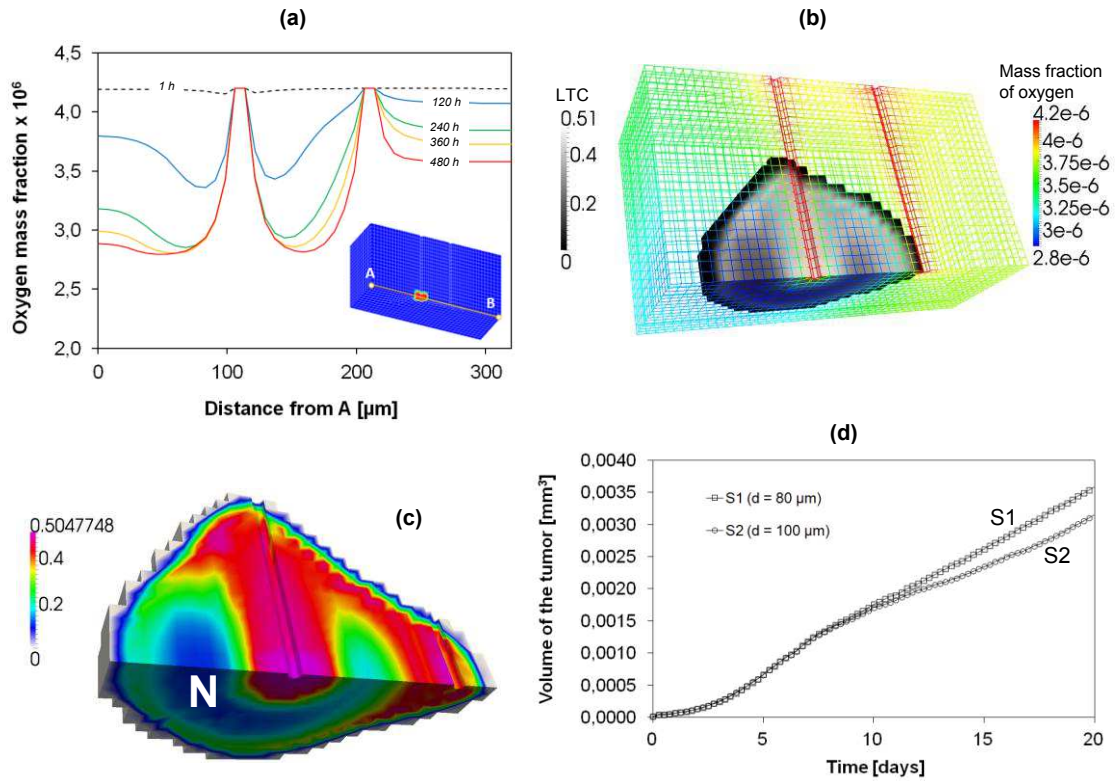 (a)
4,5
4,0
3,5
3,0
2,5
2,0
Oxygen mass fraction x 10⁶
1 h
120 h
240 h
360 h
480 h
A
B
0
100
200
300
Distance from A [µm]
(b)
LTC
0.51
0.4
0.2
0
Mass fraction
of oxygen
4.2e-6
4e-6
3.75e-6
3.5e-6
3.25e-6
3e-6
2.8e-6
(c)
0.5047748
0.4
0.2
0
N
(d)
0,0040
0,0035
0,0030
0,0025
0,0020
0,0015
0,0010
0,0005
0,0000
Volume of the tumor [mm³]
S1 (d = 80 µm)
S2 (d = 100 µm)
S1
S2
0
5
10
15
20
Time [days]